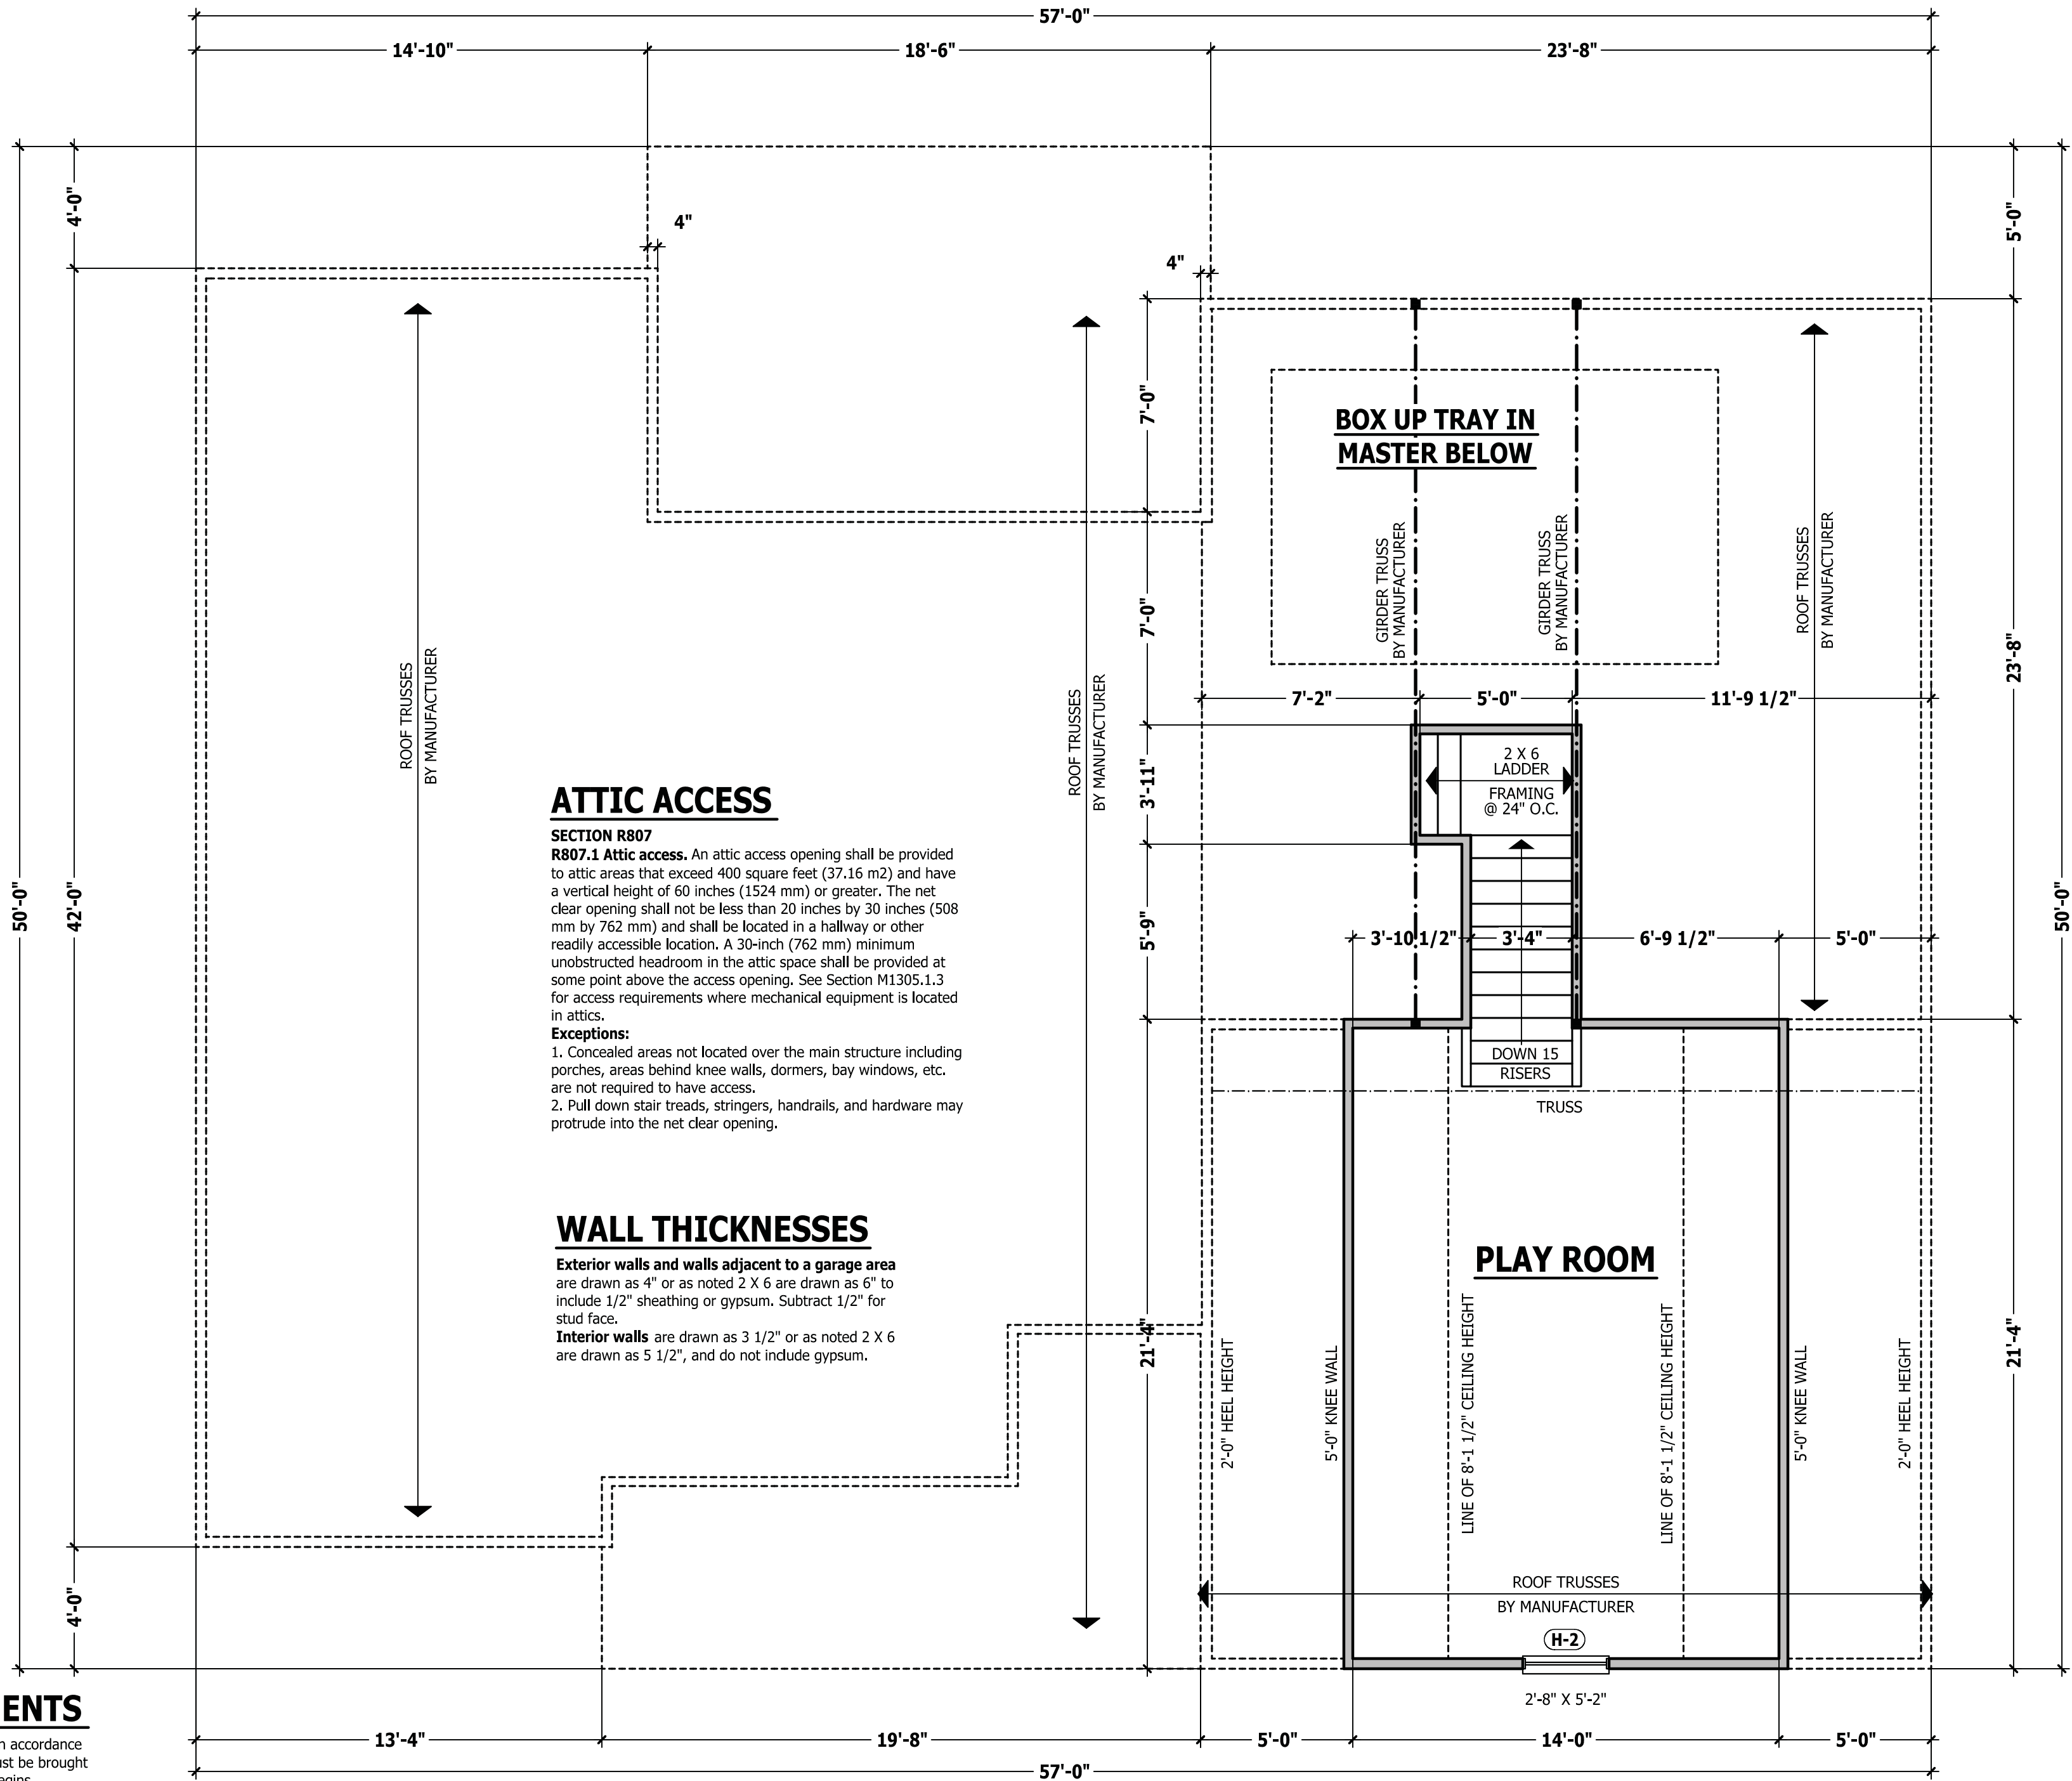 57'-0"
14'-10"
18'-6"
23'-8"
4'-0"
4"
4"
5'-0"
7'-0"
BOX UP TRAY IN
MASTER BELOW
GIRDER TRUSS
BY MANUFACTURER
GIRDER TRUSS
BY MANUFACTURER
ROOF TRUSSES
BY MANUFACTURER
7'-0"
23'-8"
ROOF TRUSSES
BY MANUFACTURER
ROOF TRUSSES
BY MANUFACTURER
7'-2"
5'-0"
11'-9 1/2"
2 X 6
LADDER
FRAMING
@ 24" O.C.
3'-11"
ATTIC ACCESS
SECTION R807
R807.1 Attic access. An attic access opening shall be provided
to attic areas that exceed 400 square feet (37.16 m2) and have
a vertical height of 60 inches (1524 mm) or greater. The net
clear opening shall not be less than 20 inches by 30 inches (508
mm by 762 mm) and shall be located in a hallway or other
readily accessible location. A 30-inch (762 mm) minimum
unobstructed headroom in the attic space shall be provided at
some point above the access opening. See Section M1305.1.3
for access requirements where mechanical equipment is located
in attics.
Exceptions:
1. Concealed areas not located over the main structure including
porches, areas behind knee walls, dormers, bay windows, etc.
are not required to have access.
2. Pull down stair treads, stringers, handrails, and hardware may
protrude into the net clear opening.
50'-0"
42'-0"
5'-9"
3'-10 1/2"
3'-4"
6'-9 1/2"
5'-0"
50'-0"
DOWN 15
RISERS
TRUSS
WALL THICKNESSES
Exterior walls and walls adjacent to a garage area
are drawn as 4" or as noted 2 X 6 are drawn as 6" to
include 1/2" sheathing or gypsum. Subtract 1/2" for
stud face.
Interior walls are drawn as 3 1/2" or as noted 2 X 6
are drawn as 5 1/2", and do not include gypsum.
PLAY ROOM
21'-4"
2'-0" HEEL HEIGHT
5'-0" KNEE WALL
LINE OF 8'-1 1/2" CEILING HEIGHT
LINE OF 8'-1 1/2" CEILING HEIGHT
5'-0" KNEE WALL
2'-0" HEEL HEIGHT
21'-4"
ROOF TRUSSES
BY MANUFACTURER
4'-0"
H-2
2'-8" X 5'-2"
ENTS
accordance
be brought
13'-4"
19'-8"
5'-0"
14'-0"
5'-0"
57'-0"